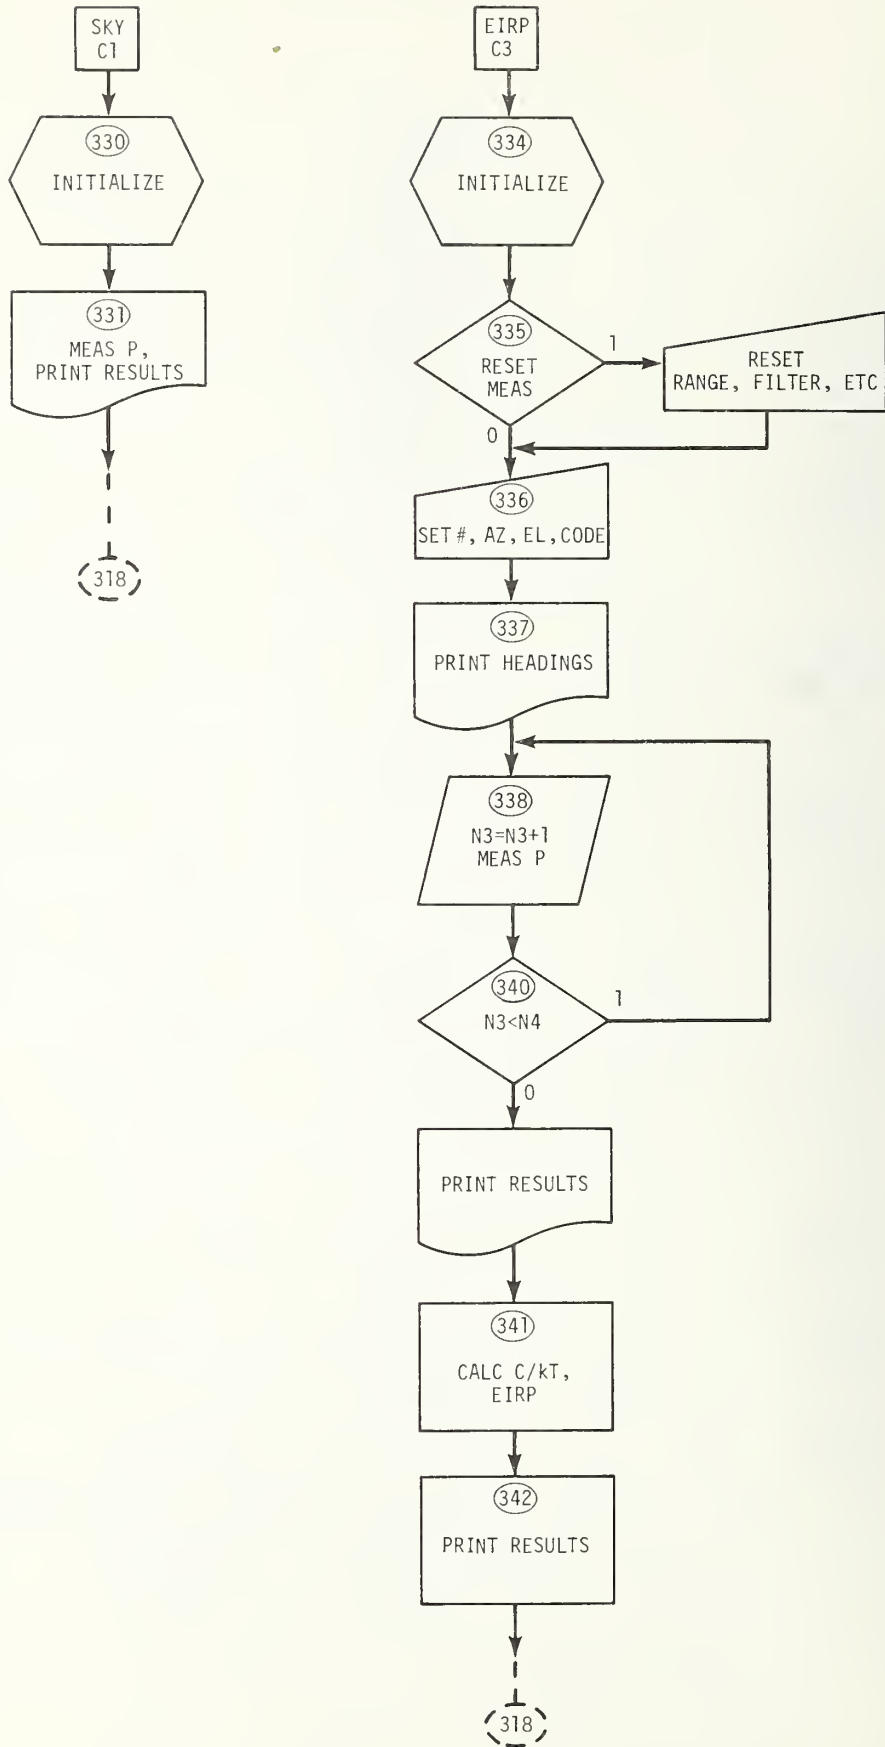 SKY
C1
330
INITIALIZE
331
MEAS P,
PRINT RESULTS
318
EIRP
C3
334
INITIALIZE
335
RESET
MEAS
1
0
RESET
RANGE, FILTER, ETC
336
SET #, AZ, EL, CODE
337
PRINT HEADINGS
338
N3=N3+1
MEAS P
340
N3<N4
1
0
PRINT RESULTS
341
CALC C/kT,
EIRP
342
PRINT RESULTS
318